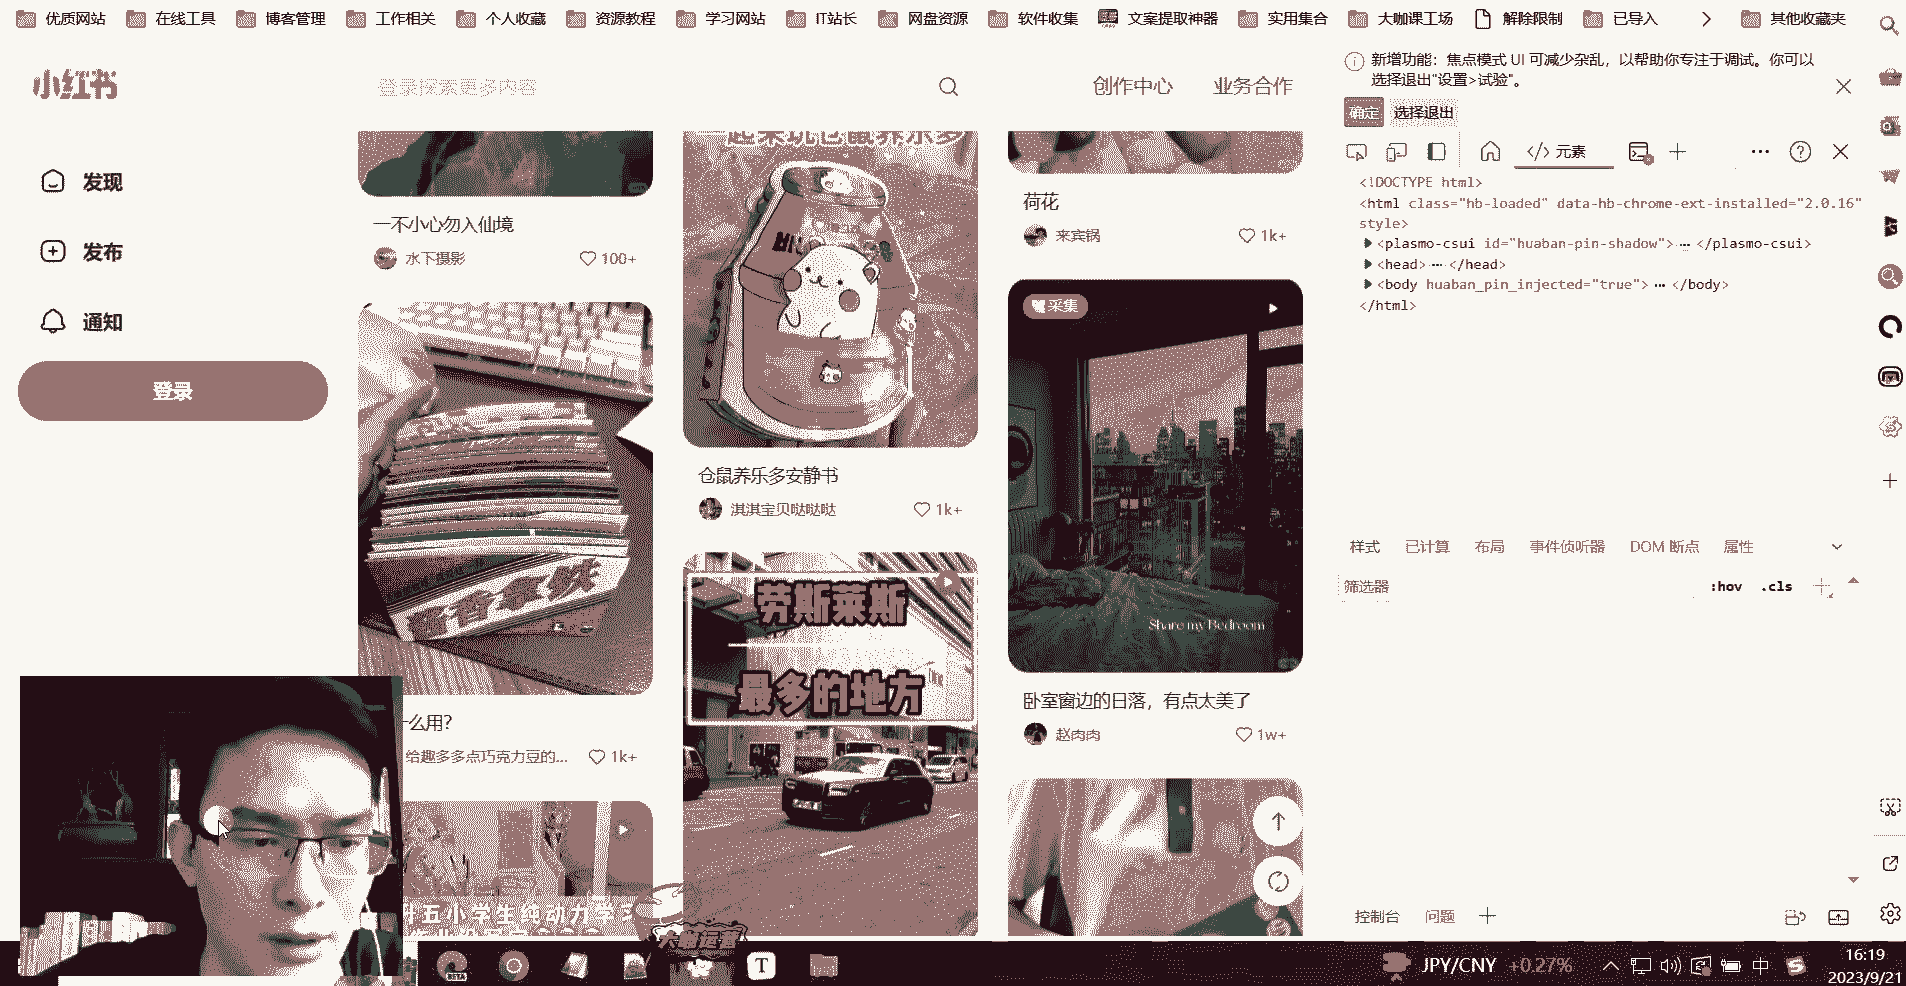 优质网站 在线工具 博客管理 工作相关 个人收藏 资源教程 学习网站 IT站长 网盘资源 软件收集 文案提取神器 实用集合 大咖课工场 解除限制 已导入 其他收藏夹
小红书
登录探索更多内容
创作中心 业务合作
发现
发布
通知
登录
一不小心勿入仙境
水下摄影 100+
么用?
给趣多多点巧克力豆的... 1k+
一起来玩仓鼠养乐多
仓鼠养乐多安静书
淇淇宝贝哒哒哒 1k+
劳斯莱斯
最多的地方
荷花
来宾锅 1k+
采集
Share my Bedroom
卧室窗边的日落，有点太美了
赵肉肉 1w+
新增功能：焦点模式 UI 可减少杂乱，以帮助你专注于调试。你可以
选择退出"设置>试验"。
确定 选择退出
</> 元素
<!DOCTYPE html>
<html class="hb-loaded" data-hb-chrome-ext-installed="2.0.16"
style>
<plasmo-csui id="huaban-pin-shadow"> … </plasmo-csui>
<head> … </head>
<body huaban_pin_injected="true"> … </body>
</html>
样式 已计算 布局 事件侦听器 DOM 断点 属性
筛选器 :hov .cls
控制台 问题
大咖运营
BETA
T
JPY/CNY +0.27%
中
16:19
2023/9/21